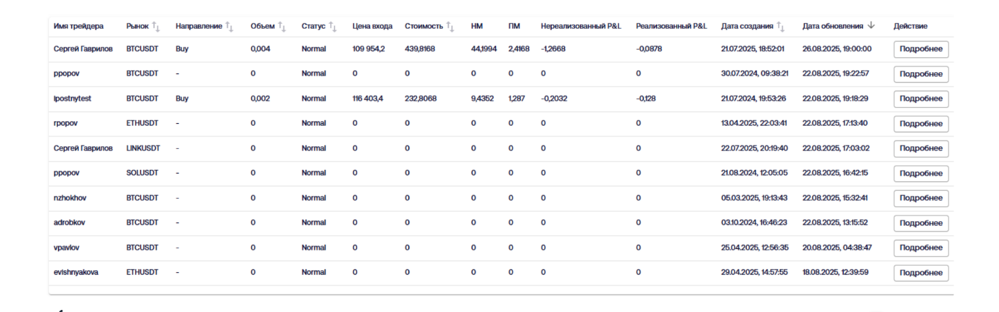 Имя трейдера Рынок Направление Объем Статус Цена входа Стоимость НМ ПМ Нереализованный P&L Реализованный P&L Дата создания Дата обновления Действие
Сергей Гаврилов BTCUSDT Buy 0,004 Normal 109 954,2 439,8168 44,1994 2,4168 -1,2668 -0,0878 21.07.2025, 18:52:01 26.08.2025, 19:00:00 Подробнее
ppopov BTCUSDT - 0 Normal 0 0 0 0 0 0 30.07.2024, 09:38:21 22.08.2025, 19:22:57 Подробнее
lpostnytest BTCUSDT Buy 0,002 Normal 116 403,4 232,8068 9,4352 1,287 -0,2032 -0,128 21.07.2024, 19:53:26 22.08.2025, 19:18:29 Подробнее
rpopov ETHUSDT - 0 Normal 0 0 0 0 0 0 13.04.2025, 22:03:41 22.08.2025, 17:13:40 Подробнее
Сергей Гаврилов LINKUSDT - 0 Normal 0 0 0 0 0 0 22.07.2025, 20:19:40 22.08.2025, 17:03:02 Подробнее
ppopov SOLUSDT - 0 Normal 0 0 0 0 0 0 21.08.2024, 12:05:05 22.08.2025, 16:42:15 Подробнее
nzhokhov BTCUSDT - 0 Normal 0 0 0 0 0 0 05.03.2025, 19:13:43 22.08.2025, 15:32:41 Подробнее
adrobkov BTCUSDT - 0 Normal 0 0 0 0 0 0 03.10.2024, 16:46:23 22.08.2025, 13:15:52 Подробнее
vpavlov BTCUSDT - 0 Normal 0 0 0 0 0 0 25.04.2025, 12:56:35 20.08.2025, 04:38:47 Подробнее
evishnyakova ETHUSDT - 0 Normal 0 0 0 0 0 0 29.04.2025, 14:57:55 18.08.2025, 12:39:59 Подробнее